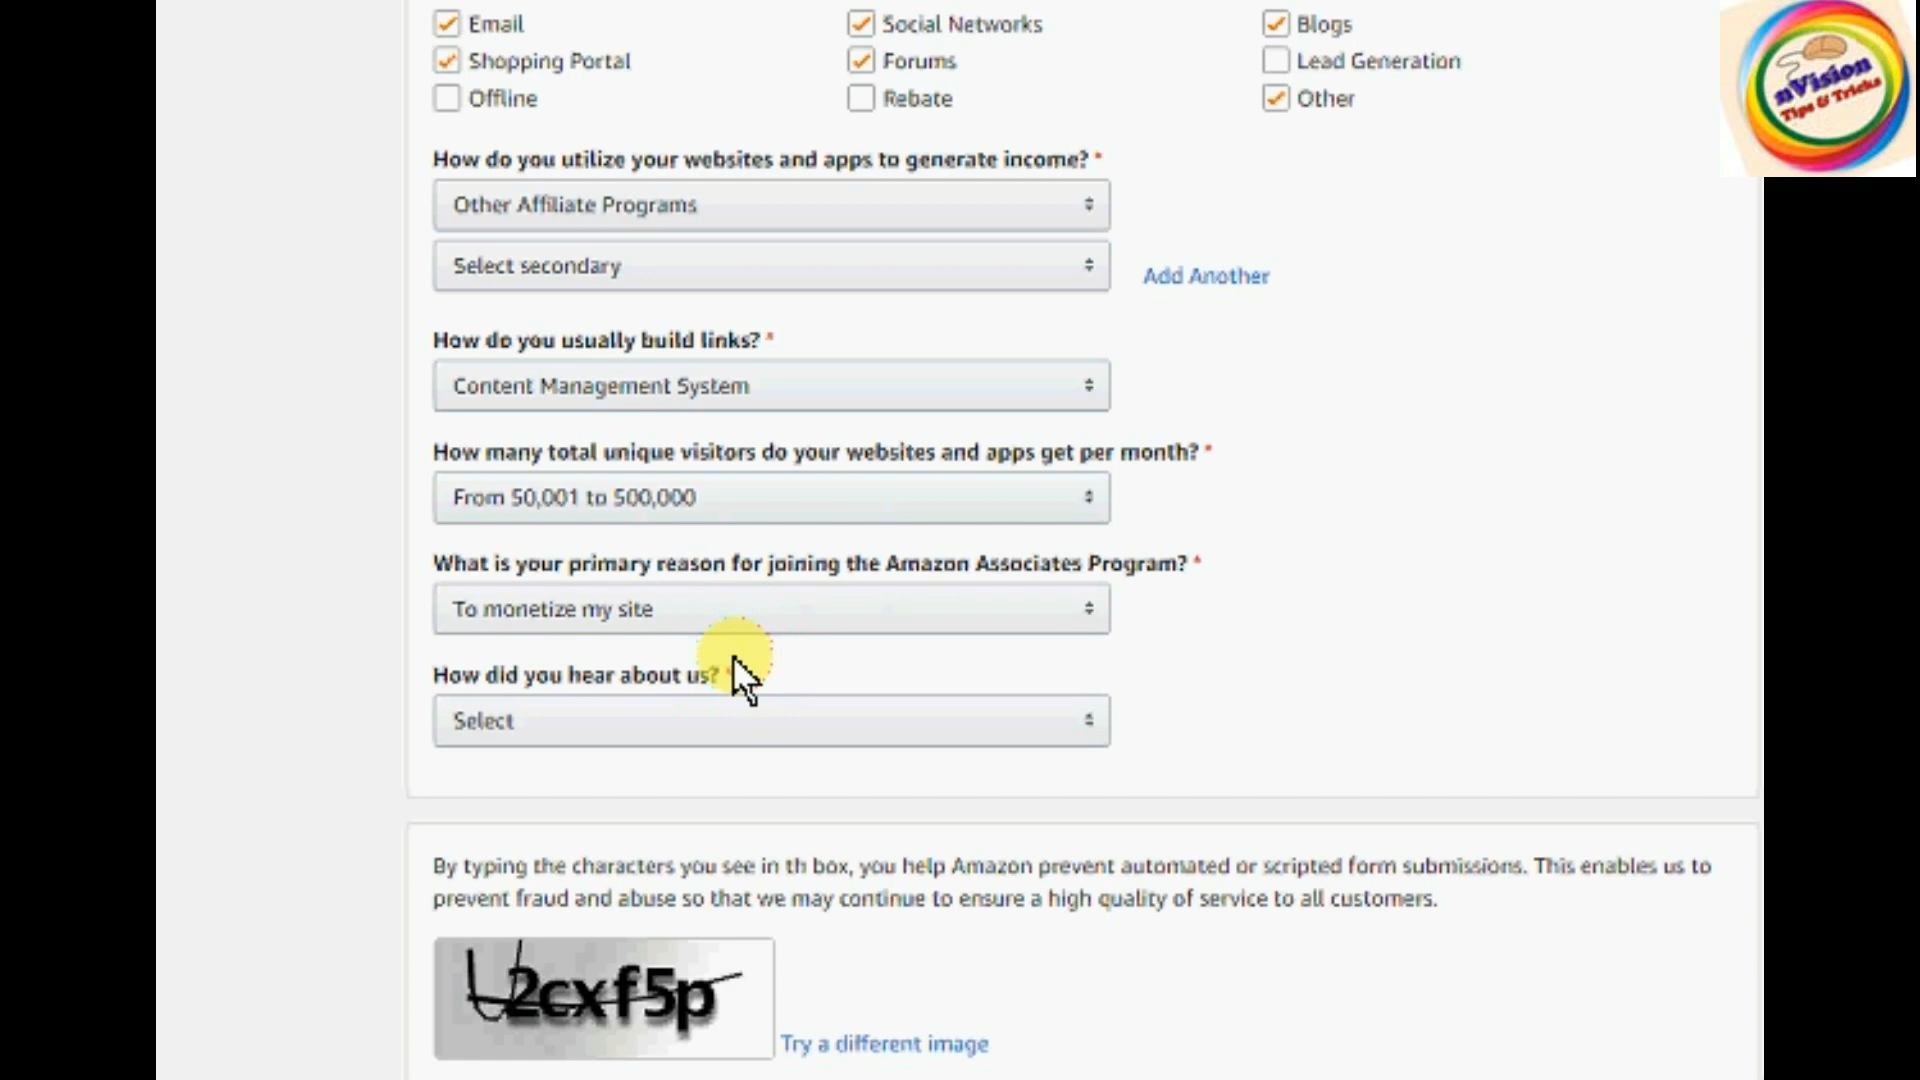 Email
Social Networks
Blogs
Shopping Portal
Forums
Lead Generation
Offline
Rebate
Other
nVision
Tips & Tricks
How do you utilize your websites and apps to generate income? *
Other Affiliate Programs
Select secondary
Add Another
How do you usually build links? *
Content Management System
How many total unique visitors do your websites and apps get per month? *
From 50,001 to 500,000
What is your primary reason for joining the Amazon Associates Program? *
To monetize my site
How did you hear about us?
Select
By typing the characters you see in th box, you help Amazon prevent automated or scripted form submissions. This enables us to
prevent fraud and abuse so that we may continue to ensure a high quality of service to all customers.
2cxf5p
Try a different image